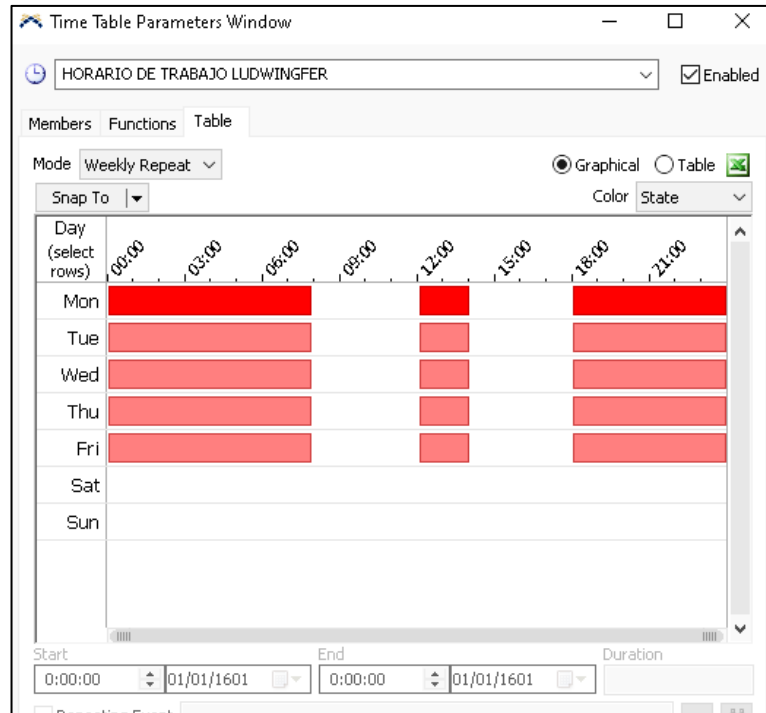 Time Table Parameters Window
HORARIO DE TRABAJO LUDWINGFER
Enabled
Members Functions Table
Mode Weekly Repeat Graphical Table
Snap To Color State
Day
(select
rows)
00:00 03:00 06:00 09:00 12:00 15:00 18:00 21:00
Mon
Tue
Wed
Thu
Fri
Sat
Sun
Start End Duration
0:00:00 01/01/1601 0:00:00 01/01/1601